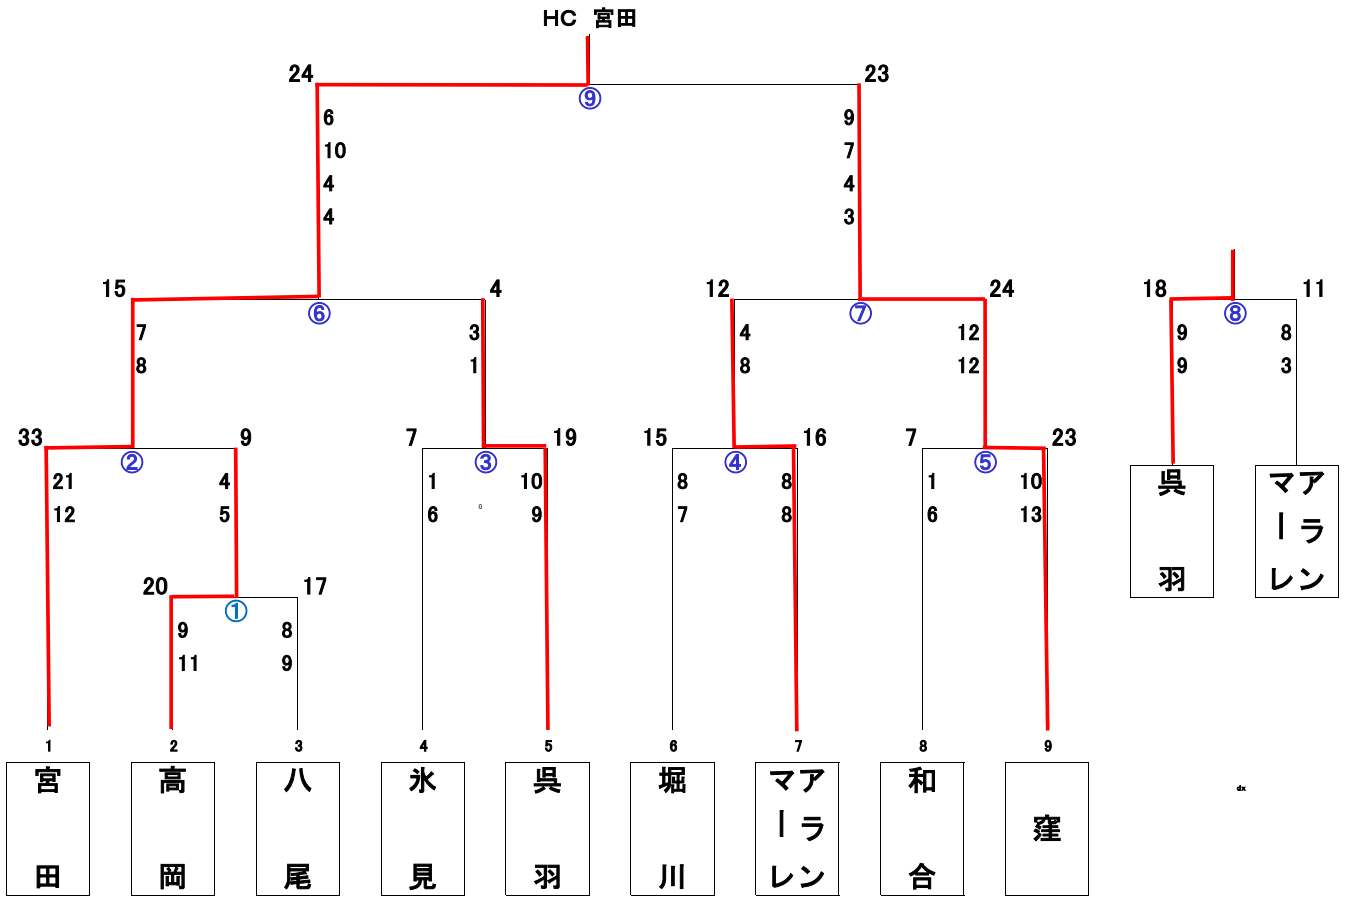 HC 宮田
24 23
⑨
6 9
10 7
4 4
4 3
15 4 12 24 18 11
⑥ ⑦ ⑧
7 3 4 12 9 8
8 1 8 12 9 3
33 9 7 19 15 16 7 23
② ③ ④ ⑤
21 4 1 10 8 8 1 10
12 5 6 9 7 8 6 13
呉羽
アラン
マーレ
20 17
①
9 8
11 9
1 2 3 4 5 6 7 8 9
宮田
高岡
八尾
氷見
呉羽
堀川
アラン
マーレ
和合
窪
dx